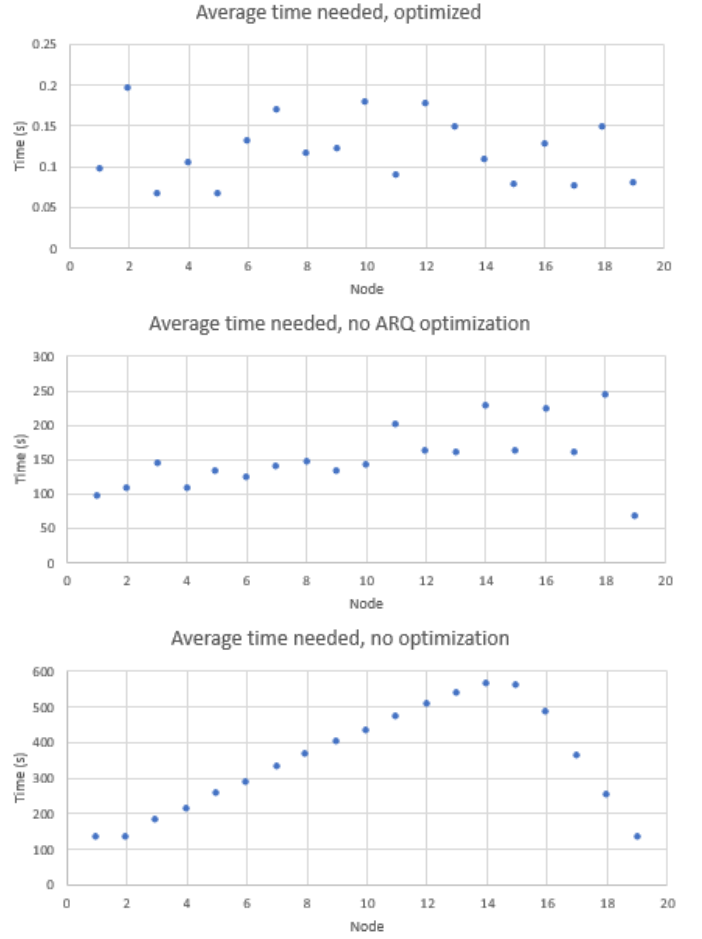 Average time needed, optimized
0.25
0.2
0.15
0.1
0.05
0
Time (s)
0 2 4 6 8 10 12 14 16 18 20
Node
Average time needed, no ARQ optimization
300
250
200
150
100
50
0
Time (s)
0 2 4 6 8 10 12 14 16 18 20
Node
Average time needed, no optimization
600
500
400
300
200
100
0
Time (s)
0 2 4 6 8 10 12 14 16 18 20
Node